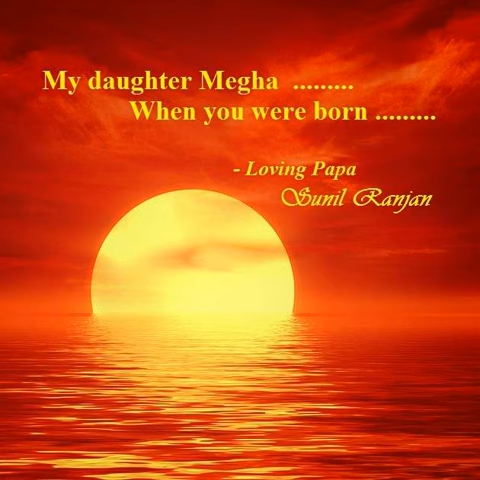 My daughter Megha .........
When you were born .........
- Loving Papa
Sunil Ranjan